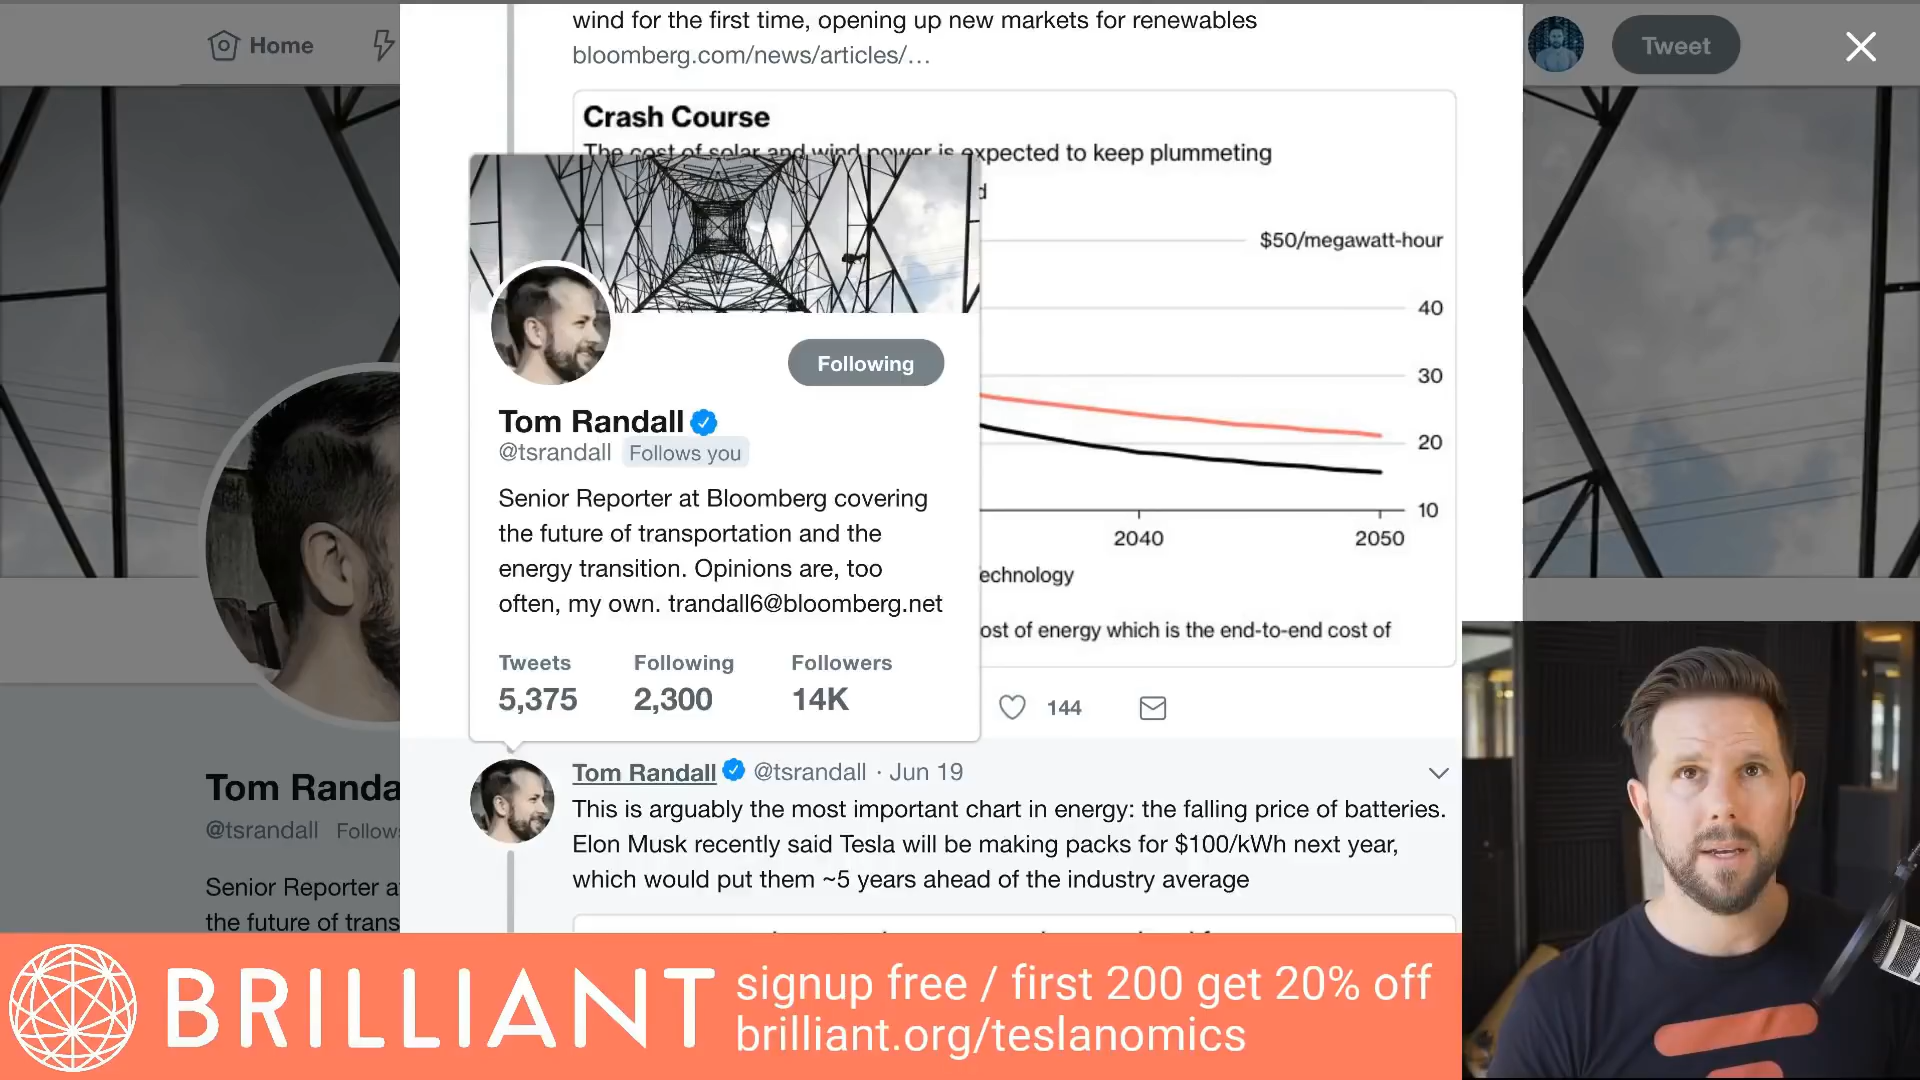 wind for the first time, opening up new markets for renewables
bloomberg.com/news/articles/…
Home
Tweet
Crash Course
The cost of solar and wind power is expected to keep plummeting
$50/megawatt-hour
40
30
20
10
2040
2050
ost of energy which is the end-to-end cost of
144
Following
Tom Randall
@tsrandall Follows you
Senior Reporter at Bloomberg covering
the future of transportation and the
energy transition. Opinions are, too
often, my own. trandall6@bloomberg.net
Tweets Following Followers
5,375 2,300 14K
Tom Randall @tsrandall · Jun 19
This is arguably the most important chart in energy: the falling price of batteries.
Elon Musk recently said Tesla will be making packs for $100/kWh next year,
which would put them ~5 years ahead of the industry average
Tom Randa
@tsrandall Follow
Senior Reporter a
the future of trans
BRILLIANT
signup free / first 200 get 20% off
brilliant.org/teslanomics